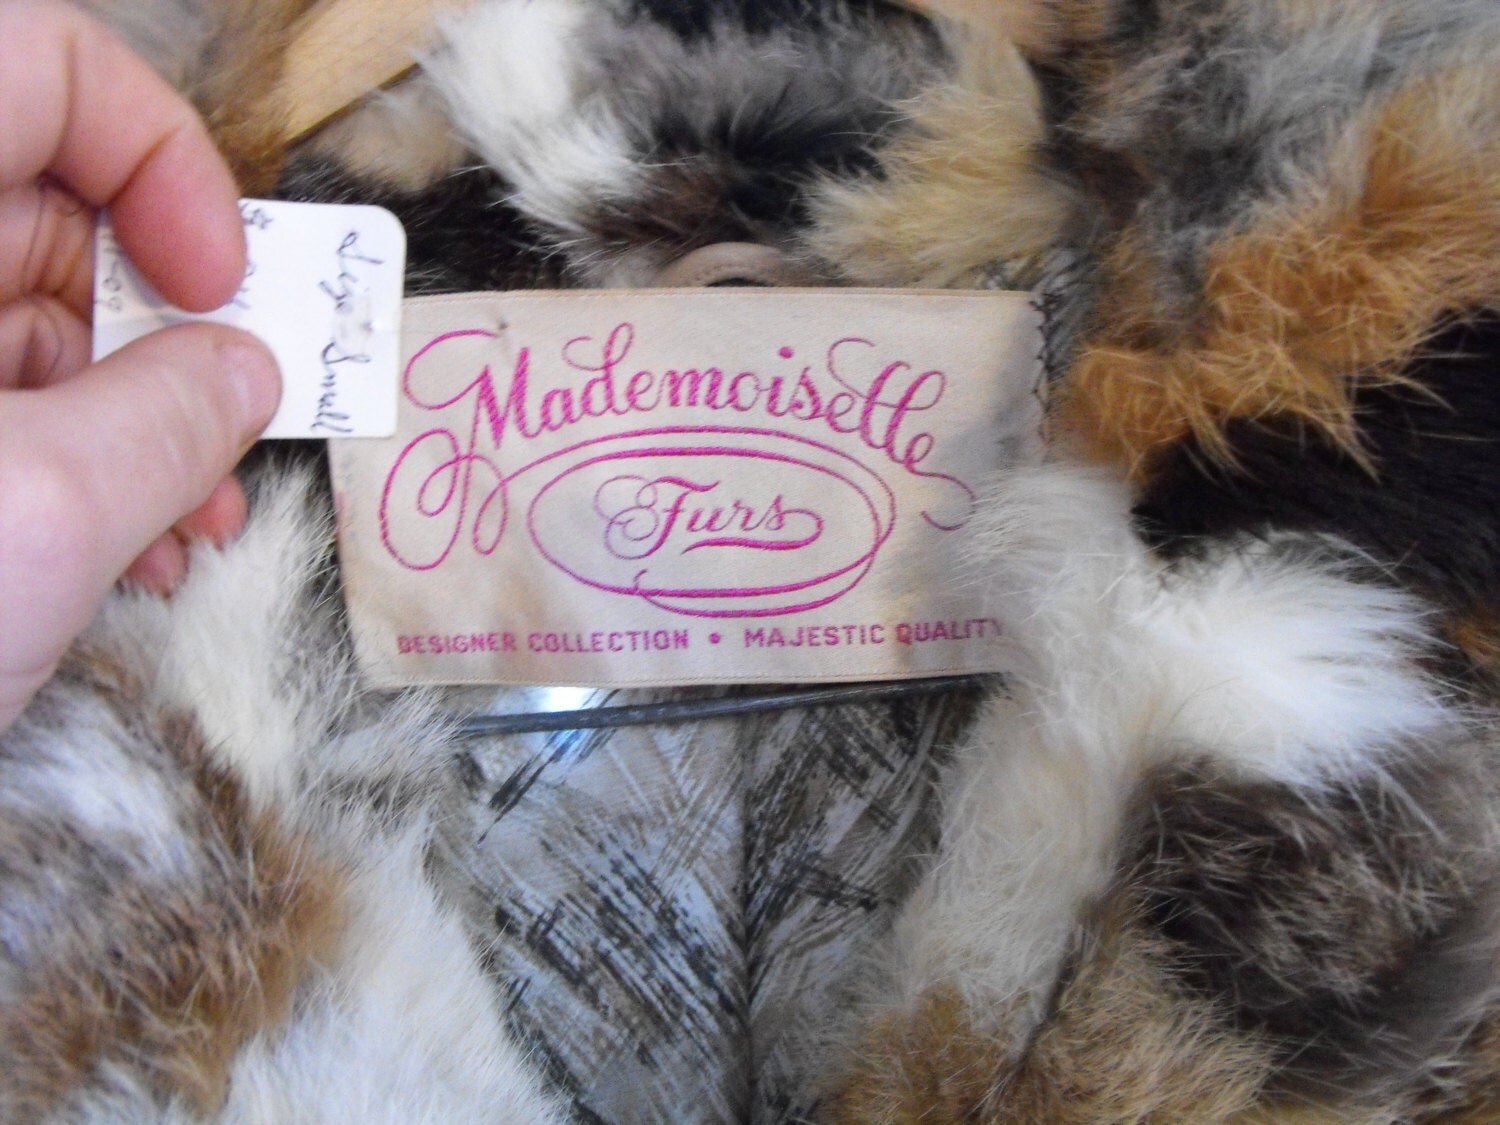 Size Small
Mademoiselle
Furs
DESIGNER COLLECTION • MAJESTIC QUALITY